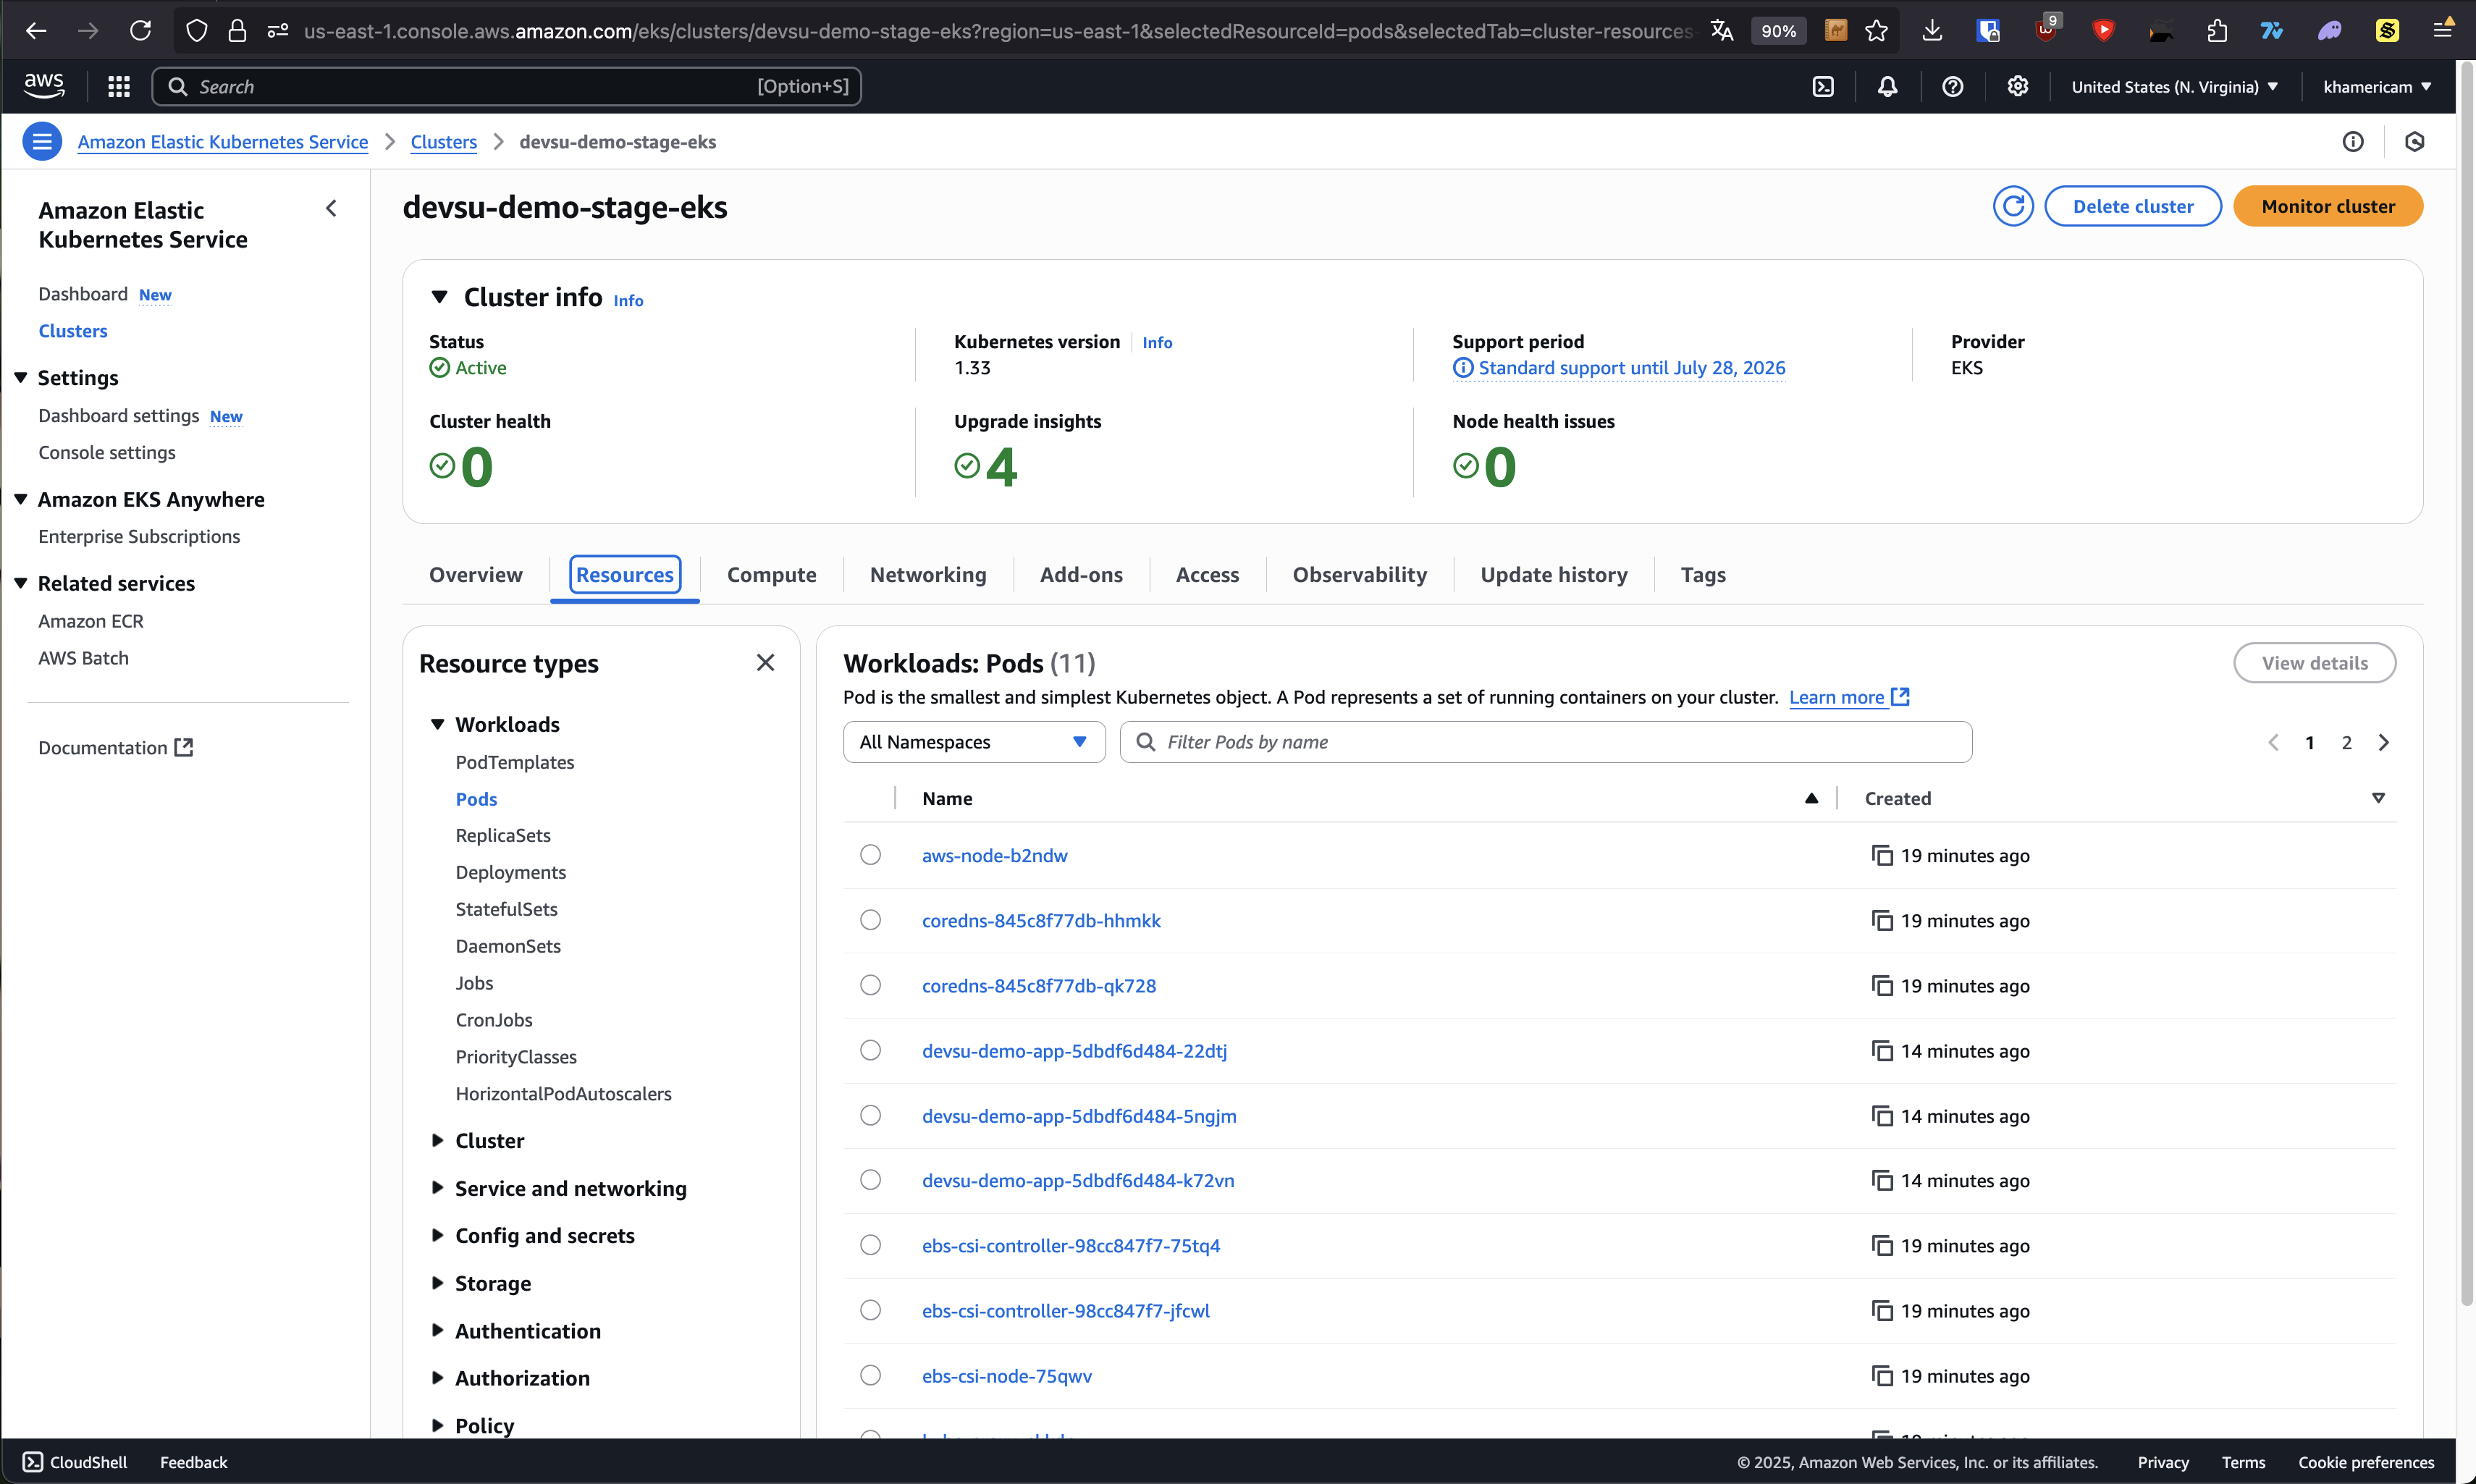 us-east-1.console.aws.amazon.com/eks/clusters/devsu-demo-stage-eks?region=us-east-1&selectedResourceId=pods&selectedTab=cluster-resources
90%
9
aws
Search
[Option+S]
United States (N. Virginia)
khamericam
Amazon Elastic Kubernetes Service
Clusters
devsu-demo-stage-eks
Amazon Elastic
Kubernetes Service
Dashboard New
Clusters
Settings
Dashboard settings New
Console settings
Amazon EKS Anywhere
Enterprise Subscriptions
Related services
Amazon ECR
AWS Batch
Documentation
devsu-demo-stage-eks
Delete cluster
Monitor cluster
Cluster info Info
Status
Active
Kubernetes version Info
1.33
Support period
Standard support until July 28, 2026
Provider
EKS
Cluster health
0
Upgrade insights
4
Node health issues
0
Overview
Resources
Compute
Networking
Add-ons
Access
Observability
Update history
Tags
Resource types
Workloads
PodTemplates
Pods
ReplicaSets
Deployments
StatefulSets
DaemonSets
Jobs
CronJobs
PriorityClasses
HorizontalPodAutoscalers
Cluster
Service and networking
Config and secrets
Storage
Authentication
Authorization
Policy
Workloads: Pods (11)
View details
Pod is the smallest and simplest Kubernetes object. A Pod represents a set of running containers on your cluster. Learn more
All Namespaces
Filter Pods by name
1 2
Name Created
aws-node-b2ndw 19 minutes ago
coredns-845c8f77db-hhmkk 19 minutes ago
coredns-845c8f77db-qk728 19 minutes ago
devsu-demo-app-5dbdf6d484-22dtj 14 minutes ago
devsu-demo-app-5dbdf6d484-5ngjm 14 minutes ago
devsu-demo-app-5dbdf6d484-k72vn 14 minutes ago
ebs-csi-controller-98cc847f7-75tq4 19 minutes ago
ebs-csi-controller-98cc847f7-jfcwl 19 minutes ago
ebs-csi-node-75qwv 19 minutes ago
CloudShell
Feedback
© 2025, Amazon Web Services, Inc. or its affiliates.
Privacy
Terms
Cookie preferences